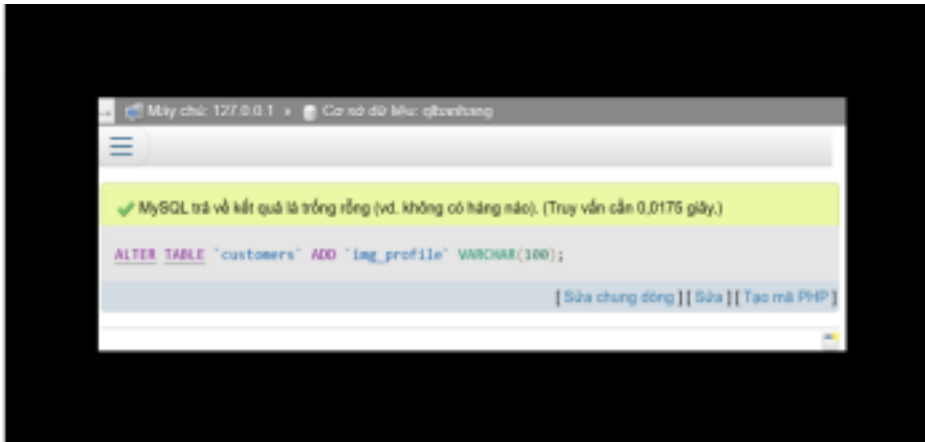 Máy chủ: 127.0.0.1 » Cơ sở dữ liệu: qlbanhang
MySQL trả về kết quả là trống rỗng (vd. không có hàng nào). (Truy vấn cần 0,0175 giây.)
ALTER TABLE `customers` ADD `img_profile` VARCHAR(100);
[ Sửa chung dòng ] [ Sửa ] [ Tạo mã PHP ]